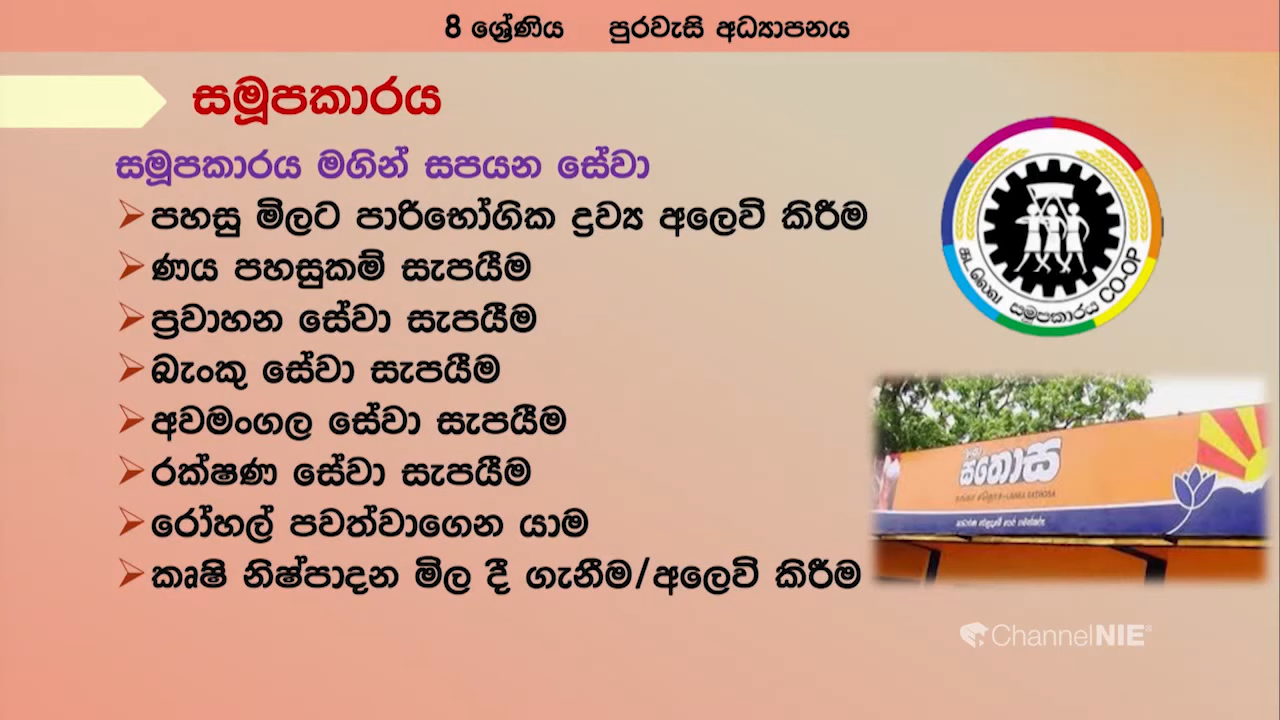 8 ශ්‍රේණිය පුරවැසි අධ්‍යාපනය
සමූපකාරය
සමූපකාරය මගින් සපයන සේවා
පහසු මිලට පාරිභෝගික ද්‍රව්‍ය අලෙවි කිරීම
ණය පහසුකම් සැපයීම
ප්‍රවාහන සේවා සැපයීම
බැංකු සේවා සැපයීම
අවමංගල සේවා සැපයීම
රක්ෂණ සේවා සැපයීම
රෝහල් පවත්වාගෙන යාම
කෘෂි නිෂ්පාදන මිල දී ගැනීම/අලෙවි කිරීම
සමූපකාරය CO-OP
සතොස
LANKA SATHOSA
ChannelNIE